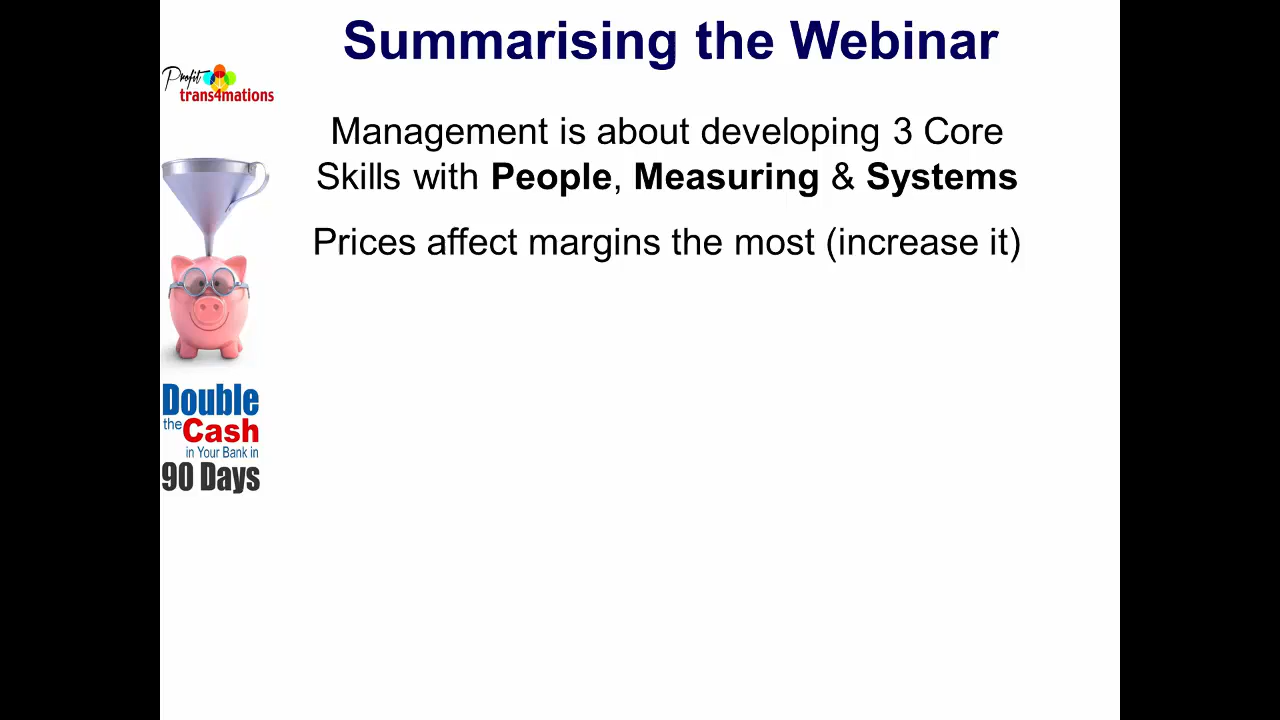 Summarising the Webinar
Profit
trans4mations
Management is about developing 3 Core
Skills with People, Measuring & Systems
Prices affect margins the most (increase it)
Double
the Cash
in Your Bank in
90 Days